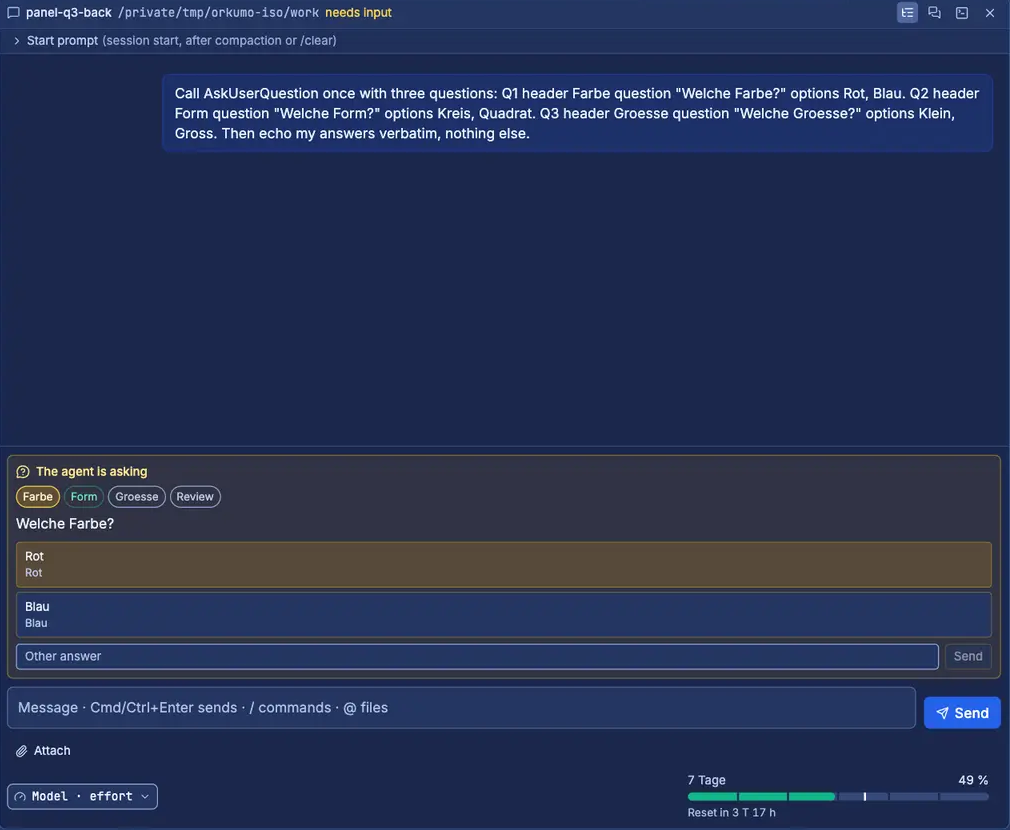 panel-q3-back /private/tmp/orkumo-iso/work needs input
Start prompt (session start, after compaction or /clear)
Call AskUserQuestion once with three questions: Q1 header Farbe question "Welche Farbe?" options Rot, Blau. Q2 header
Form question "Welche Form?" options Kreis, Quadrat. Q3 header Groesse question "Welche Groesse?" options Klein,
Gross. Then echo my answers verbatim, nothing else.
The agent is asking
Farbe Form Groesse Review
Welche Farbe?
Rot
Rot
Blau
Blau
Other answer Send
Message · Cmd/Ctrl+Enter sends · / commands · @ files
Send
Attach
7 Tage 49 %
Model · effort
Reset in 3 T 17 h